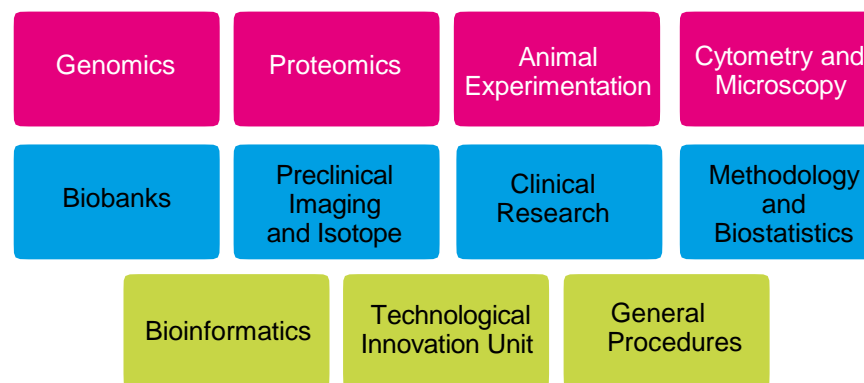 Genomics
Proteomics
Animal
Experimentation
Cytometry and
Microscopy
Biobanks
Preclinical
Imaging
and Isotope
Clinical
Research
Methodology
and
Biostatistics
Bioinformatics
Technological
Innovation Unit
General
Procedures